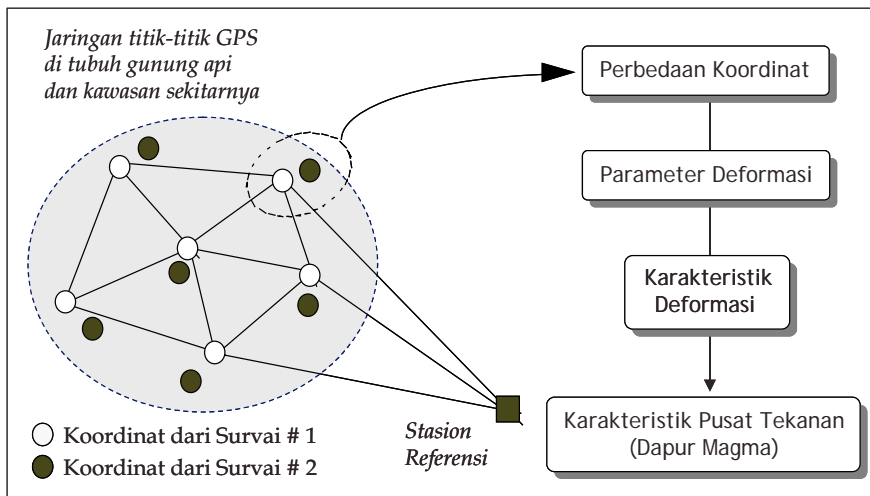 Jaringan titik-titik GPS
di tubuh gunung api
dan kawasan sekitarnya
Perbedaan Koordinat
Parameter Deformasi
Karakteristik
Deformasi
Karakteristik Pusat Tekanan
(Dapur Magma)
Stasion
Referensi
Koordinat dari Survai # 1
Koordinat dari Survai # 2